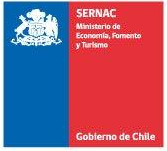 SERNAC
Ministerio de
Economía, Fomento
y Turismo
Gobierno de Chile